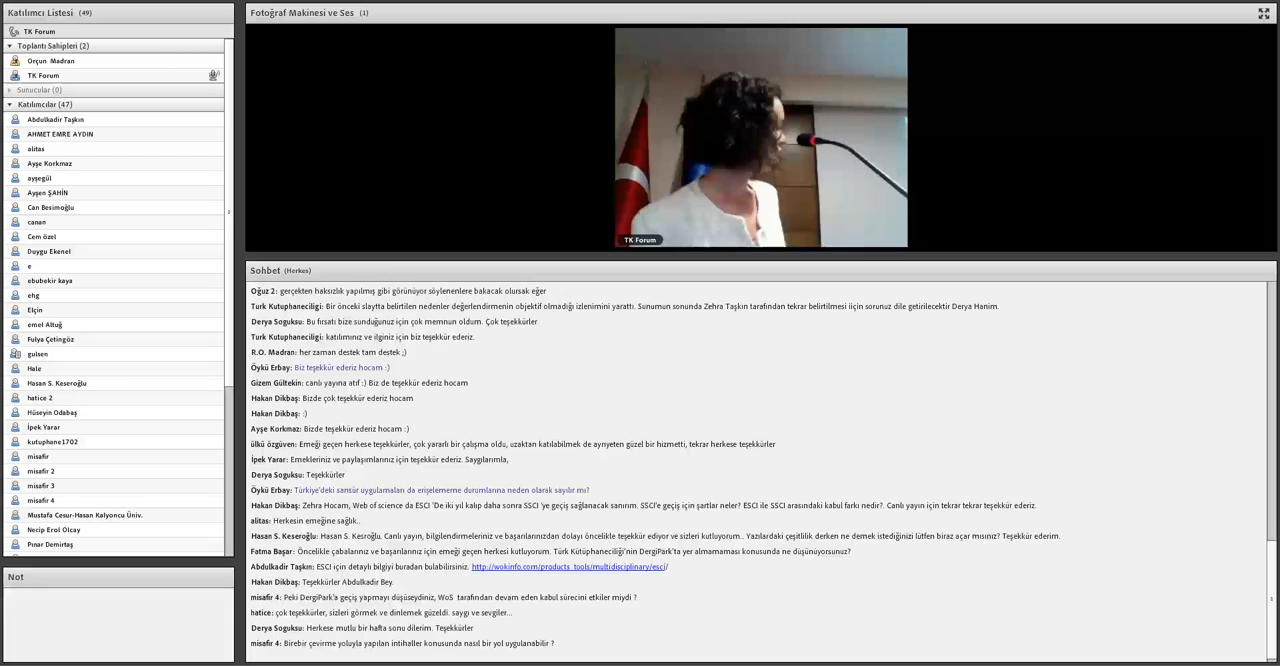 Katılımcı Listesi (49)
TK Forum
Toplantı Sahipleri (2)
Orçun Madran
TK Forum
Sunucular (0)
Katılımcılar (47)
Abdulkadir Taşkın
AHMET EMRE AYDIN
alitas
Ayşe Korkmaz
ayşegül
Ayşen ŞAHİN
Can Besimoğlu
canan
Cem özel
Duygu Ekenel
e
ebubekir kaya
ehg
Elçin
emel Altuğ
Fulya Çetingöz
gulsen
Hale
Hasan S. Keseroğlu
hatice 2
Hüseyin Odabaş
İpek Yarar
kutuphane1702
misafir
misafir 2
misafir 3
misafir 4
Mustafa Cesur-Hasan Kalyoncu Üniv.
Necip Erol Olcay
Pınar Demirtaş
Not
Fotoğraf Makinesi ve Ses (1)
TK Forum
Sohbet (Herkes)
Oğuz 2: gerçekten haksızlık yapılmış gibi görünüyor söylenenlere bakacak olursak eğer
Turk Kutuphaneciligi: Bir önceki slaytta belirtilen nedenler değerlendirmenin objektif olmadığı izlenimini yarattı. Sunumun sonunda Zehra Taşkın tarafından tekrar belirtilmesi iiçin sorunuz dile getirilecektir Derya Hanim.
Derya Soguksu: Bu fırsatı bize sunduğunuz için çok memnun oldum. Çok teşekkürler
Turk Kutuphaneciligi: katılımınız ve ilginiz için biz teşekkür ederiz.
R.O. Madran: her zaman destek tam destek ;)
Öykü Erbay: Biz teşekkür ederiz hocam :)
Gizem Gültekin: canlı yayına atıf :) Biz de teşekkür ederiz hocam
Hakan Dikbaş: Bizde çok teşekkür ederiz hocam
Hakan Dikbaş: :)
Ayşe Korkmaz: Bizde teşekkür ederiz hocam :)
ülkü özgüven: Emeği geçen herkese teşekkürler, çok yararlı bir çalışma oldu, uzaktan katılabilmek de ayrıyeten güzel bir hizmetti, tekrar herkese teşekkürler
İpek Yarar: Emekleriniz ve paylaşımlarınız için teşekkür ederiz. Saygılarımla,
Derya Soguksu: Teşekkürler
Öykü Erbay: Türkiye'deki sansür uygulamaları da erişelememe durumlarına neden olarak sayılır mı?
Hakan Dikbaş: Zehra Hocam, Web of science da ESCI 'De iki yıl kalıp daha sonra SSCI 'ye geçiş sağlanacak sanırım. SSCI'e geçiş için şartlar neler? ESCI ile SSCI arasındaki kabul farkı nedir?. Canlı yayın için tekrar tekrar teşekkür ederim.
alitas: Herkesin emeğine sağlık..
Hasan S. Keseroğlu: Hasan S. Kesroğlu. Canlı yayın, bilgilendirmeleriniz ve başarılarınızdan dolayı öncelikle teşekkür ediyor ve sizleri kutluyorum.. Yazılardaki çeşitlilik derken ne demek istediğinizi lütfen biraz açar mısınız? Teşekkür ederim.
Fatma Başar: Öncelikle çabalarınız ve başarılarınız için emeği geçen herkesi kutluyorum. Türk Kütüphaneciliği'nin DergiPark'ta yer almamaası konusunda ne düşünüyorsunuz?
Abdulkadir Taşkın: ESCI için detaylı bilgiyi buradan bulabilirsiniz. http://wokinfo.com/products_tools/multidisciplinary/esci/
Hakan Dikbaş: Teşekkürler Abdulkadir Bey.
misafir 4: Peki DergiPark'a geçiş yapmayı düşüseydiniz, WoS tarafından devam eden kabul sürecini etkiler miydi ?
hatice: çok teşekkürler, sizleri görmek ve dinlemek güzeldi. saygı ve sevgiler...
Derya Soguksu: Herkese mutlu bir hafta sonu dilerim. Teşekkürler
misafir 4: Birebir çevirme yoluyla yapılan intihaller konusunda nasıl bir yol uygulanabilir ?